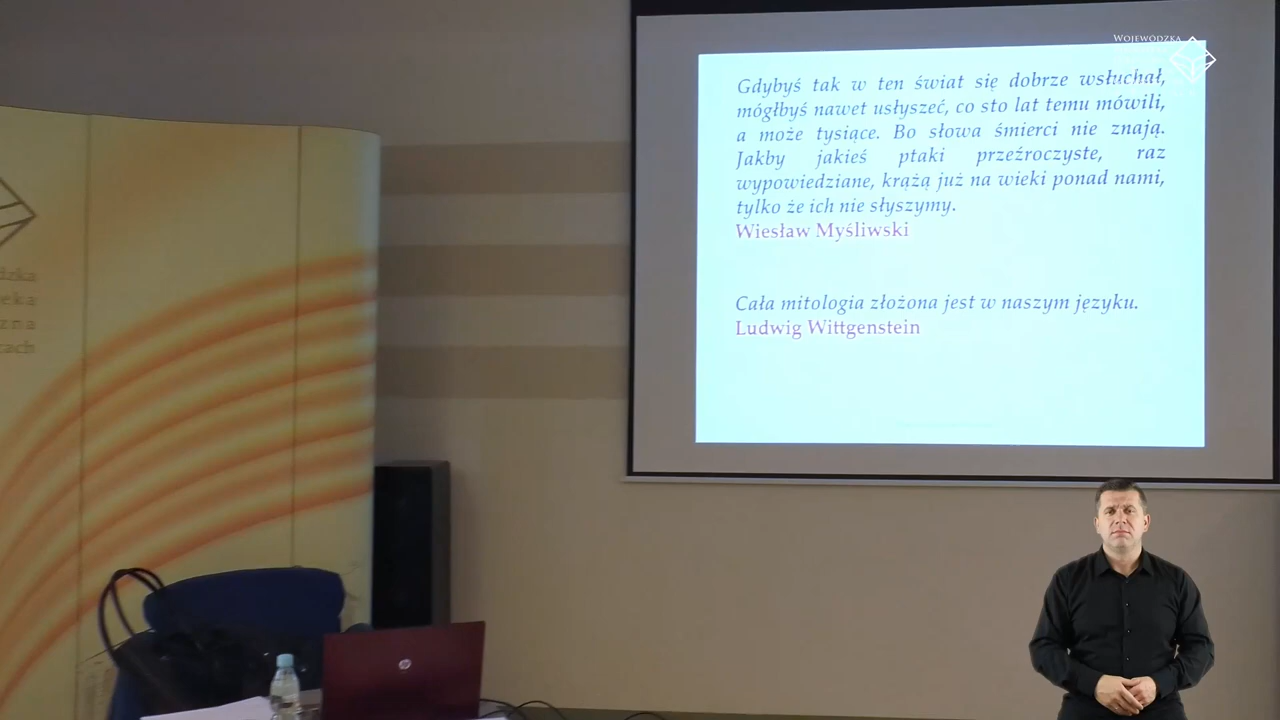 Wojewódzka
Gdybyś tak w ten świat się dobrze wsłuchał,
mógłbyś nawet usłyszeć, co sto lat temu mówili,
a może tysiące. Bo słowa śmierci nie znają.
Jakby jakieś ptaki przeźroczyste, raz
wypowiedziane, krążą już na wieki ponad nami,
tylko że ich nie słyszymy.
Wiesław Myśliwski
Cała mitologia złożona jest w naszym języku.
Ludwig Wittgenstein
hp